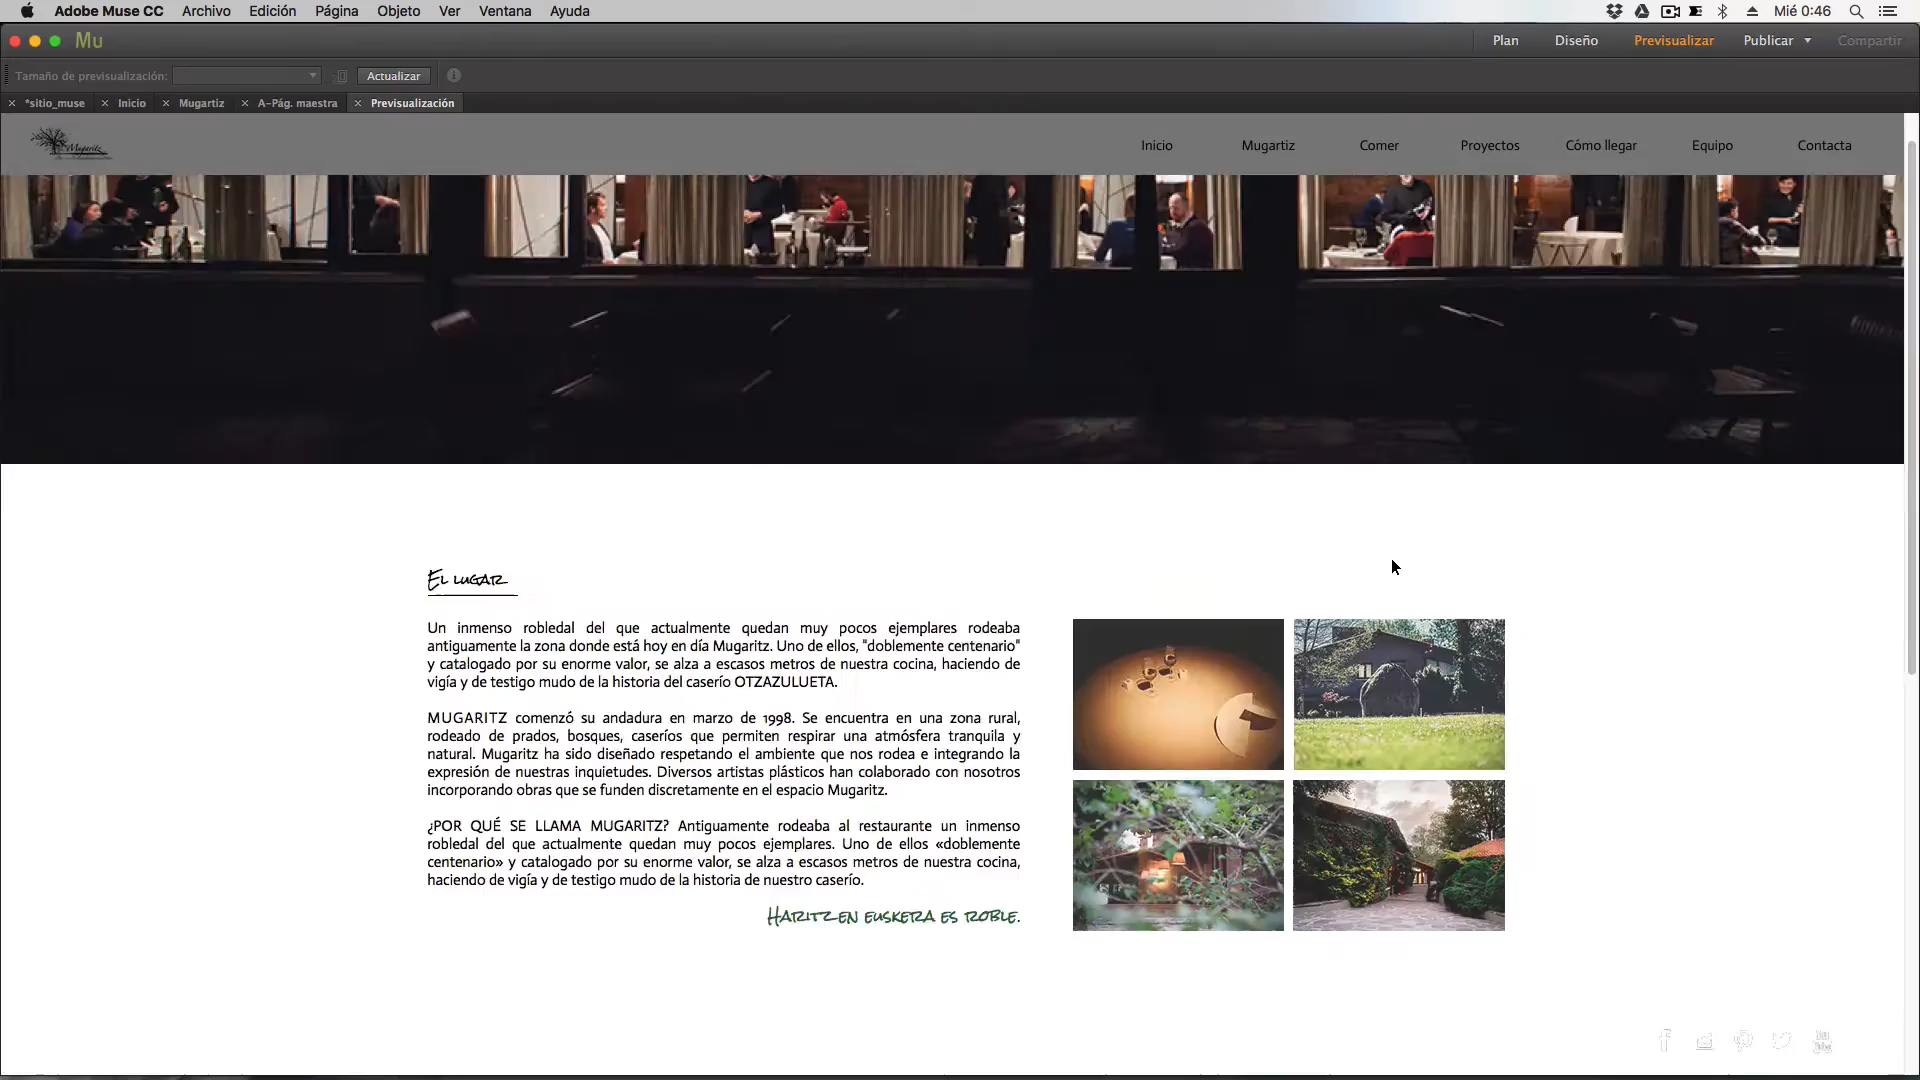 Adobe Muse CC Archivo Edición Página Objeto Ver Ventana Ayuda Mié 0:46
Mu Plan Diseño Previsualizar Publicar Compartir
Tamaño de previsualización: Actualizar
*sitio_muse Inicio Mugartiz A-Pág. maestra Previsualización
Mugaritz Inicio Mugartiz Comer Proyectos Cómo llegar Equipo Contacta
El lugar
Un inmenso robledal del que actualmente quedan muy pocos ejemplares rodeaba
antiguamente la zona donde está hoy en día Mugaritz. Uno de ellos, "doblemente centenario"
y catalogado por su enorme valor, se alza a escasos metros de nuestra cocina, haciendo de
vigía y de testigo mudo de la historia del caserío OTZAZULUETA.
MUGARITZ comenzó su andadura en marzo de 1998. Se encuentra en una zona rural,
rodeado de prados, bosques, caseríos que permiten respirar una atmósfera tranquila y
natural. Mugaritz ha sido diseñado respetando el ambiente que nos rodea e integrando la
expresión de nuestras inquietudes. Diversos artistas plásticos han colaborado con nosotros
incorporando obras que se funden discretamente en el espacio Mugaritz.
¿POR QUÉ SE LLAMA MUGARITZ? Antiguamente rodeaba al restaurante un inmenso
robledal del que actualmente quedan muy pocos ejemplares. Uno de ellos «doblemente
centenario» y catalogado por su enorme valor, se alza a escasos metros de nuestra cocina,
haciendo de vigía y de testigo mudo de la historia de nuestro caserío.
Haritz en euskera es roble.